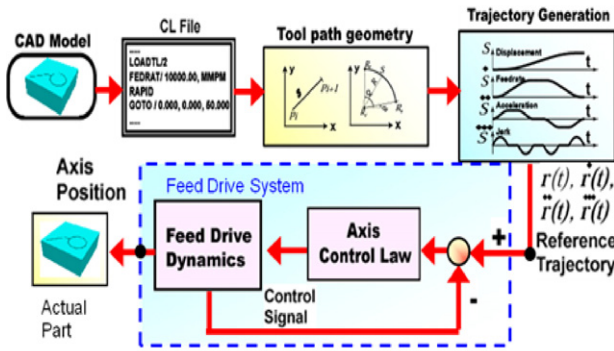 CAD Model
CL File
LOADTL/2
FEDRAT/ 10000.00, MMPM
RAPID
GOTO / 0.000, 0.000, 50.000
Tool path geometry
y
x
y
x
Trajectory Generation
S Displacement
t
S Feedrate
t
S Acceleration
t
S Jerk
t
r(t), ṙ(t),
r̈(t), r⃛(t)
Reference
Trajectory
Axis
Position
Actual
Part
Feed Drive System
Feed Drive
Dynamics
Axis
Control Law
Control
Signal
+
-